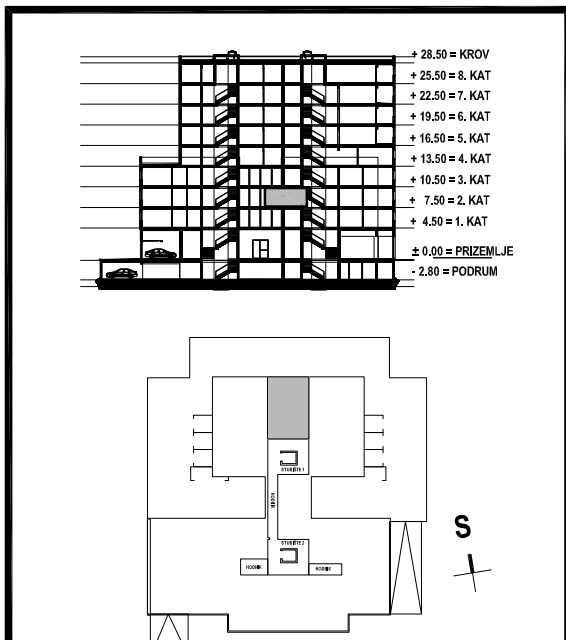 + 28.50 = KROV
+ 25.50 = 8. KAT
+ 22.50 = 7. KAT
+ 19.50 = 6. KAT
+ 16.50 = 5. KAT
+ 13.50 = 4. KAT
+ 10.50 = 3. KAT
+ 7.50 = 2. KAT
+ 4.50 = 1. KAT
± 0.00 = PRIZEMLJE
- 2.80 = PODRUM
STUBIŠTE 1
HODNIK
STUBIŠTE 2
HODNIK
HODNIK
S